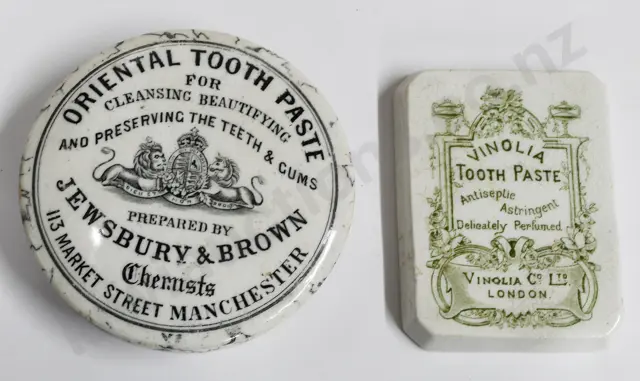 ORIENTAL TOOTH PASTE
FOR
CLEANSING BEAUTIFYING
AND PRESERVING THE TEETH & GUMS
PREPARED BY
JEWSBURY & BROWN
Chemists
113 MARKET STREET MANCHESTER
VINOLIA
TOOTH PASTE
Antiseptic
Astringent
Delicately Perfumed.
VINOLIA Co. LTD.
LONDON.